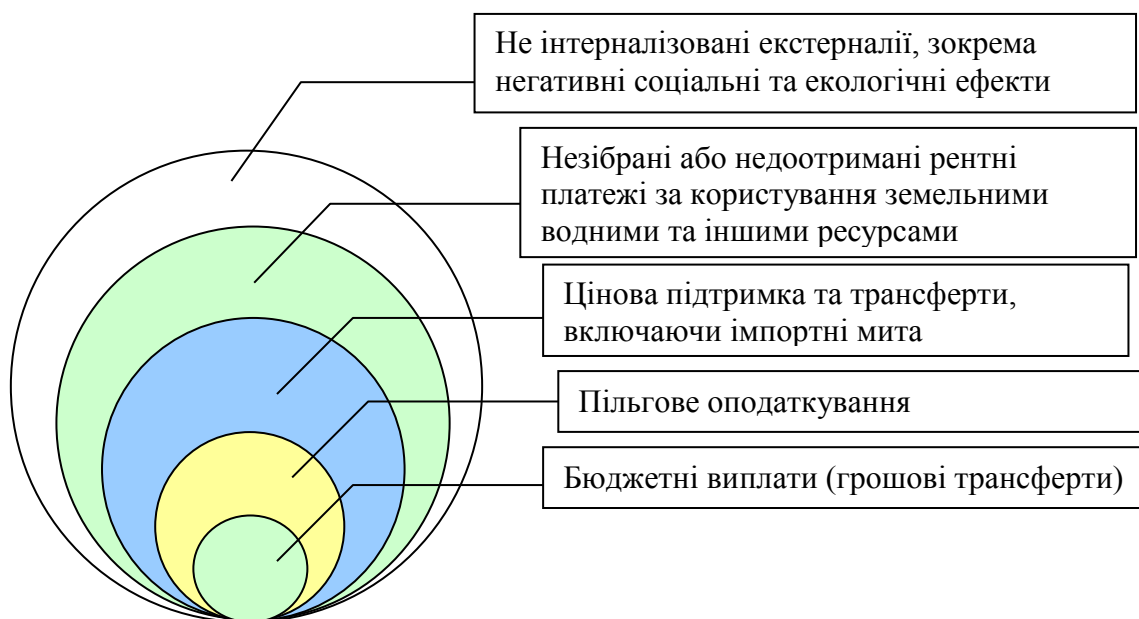 Не інтерналізовані екстерналії, зокрема
негативні соціальні та екологічні ефекти
Незібрані або недоотримані рентні
платежі за користування земельними
водними та іншими ресурсами
Цінова підтримка та трансферти,
включаючи імпортні мита
Пільгове оподаткування
Бюджетні виплати (грошові трансферти)